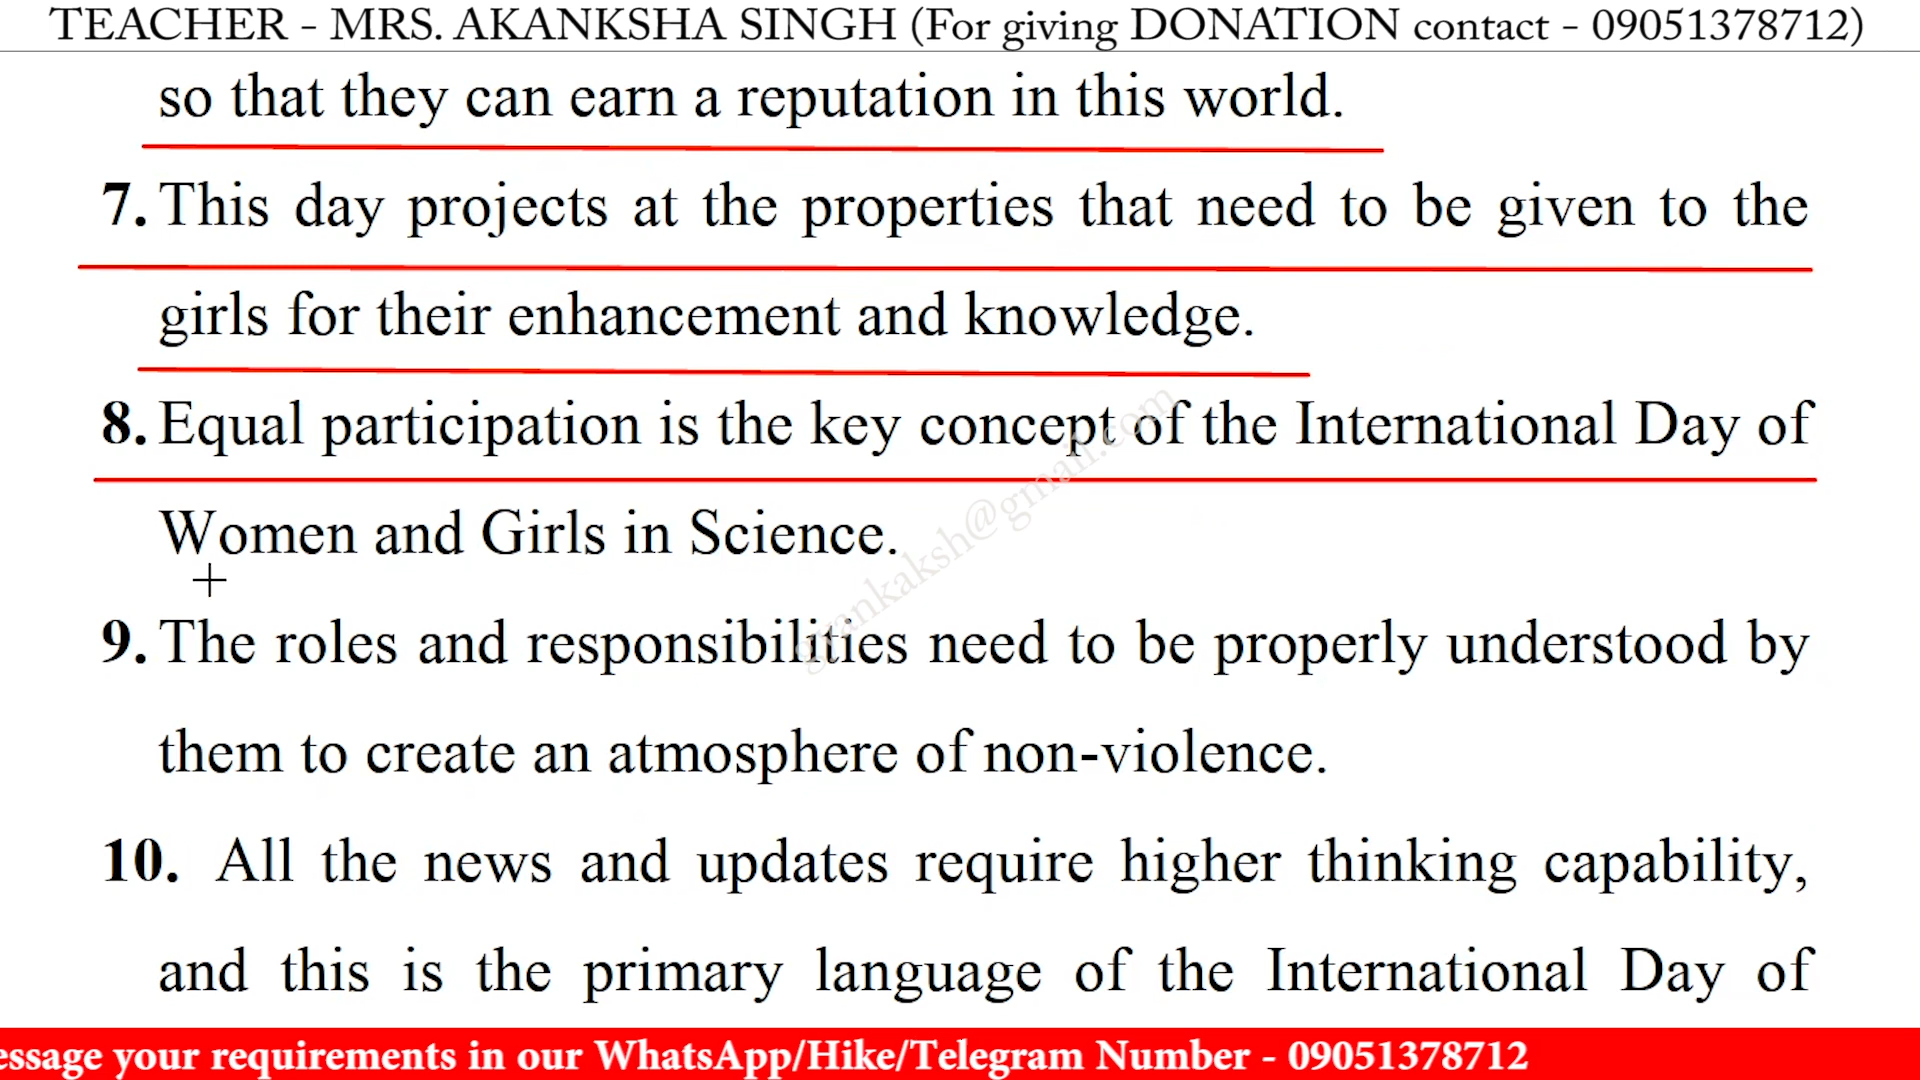 TEACHER - MRS. AKANKSHA SINGH (For giving DONATION contact - 09051378712)
so that they can earn a reputation in this world.
7. This day projects at the properties that need to be given to the
girls for their enhancement and knowledge.
8. Equal participation is the key concept of the International Day of
Women and Girls in Science.
9. The roles and responsibilities need to be properly understood by
them to create an atmosphere of non-violence.
10. All the news and updates require higher thinking capability,
and this is the primary language of the International Day of
essage your requirements in our WhatsApp/Hike/Telegram Number - 09051378712